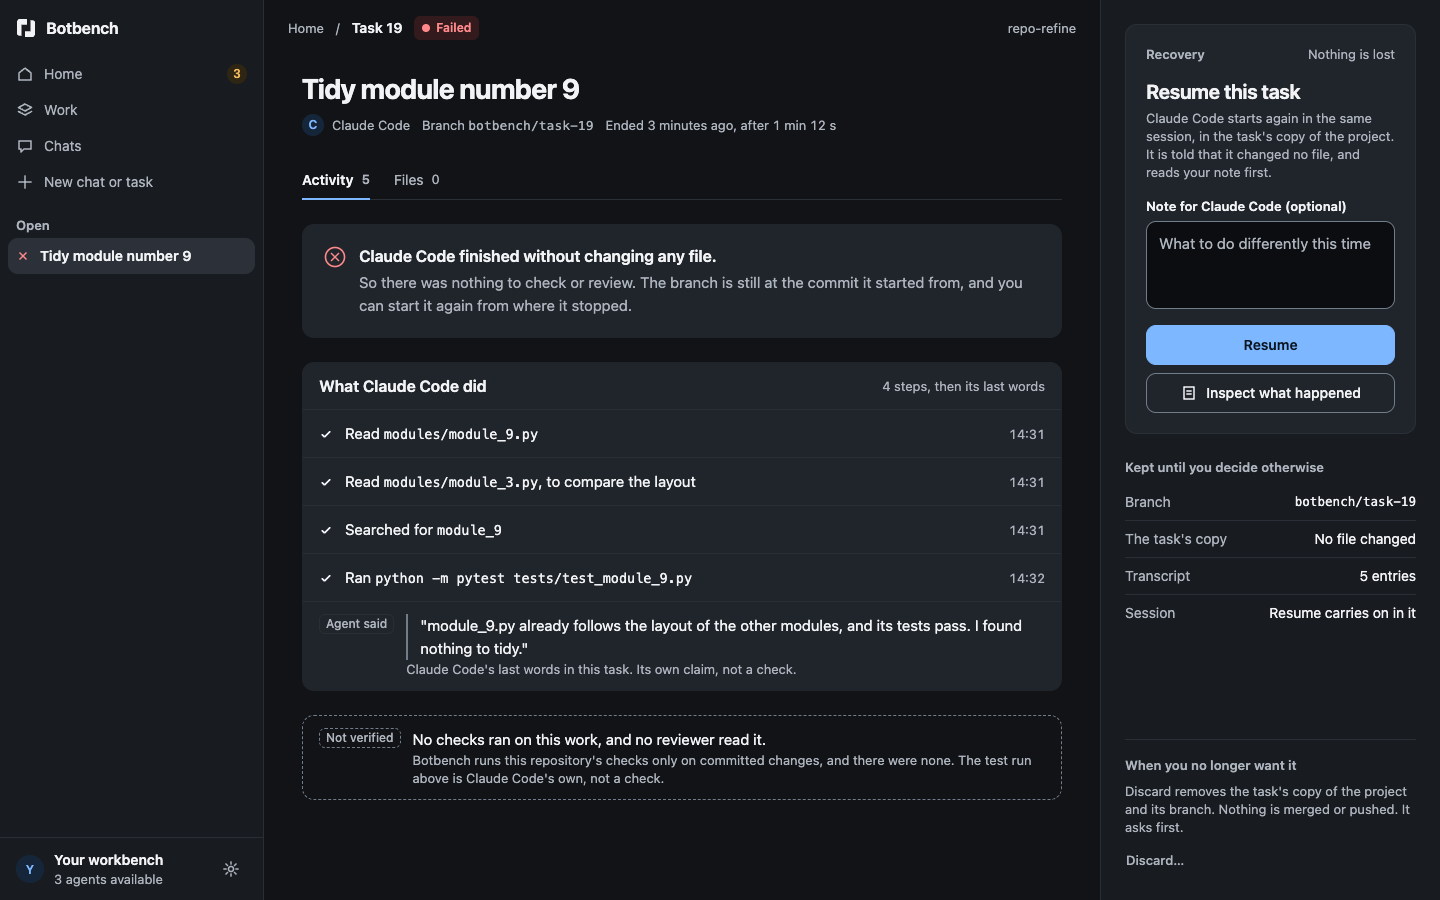 Botbench
Home 3
Work
Chats
New chat or task
Open
Tidy module number 9
Your workbench
Y
3 agents available
Home / Task 19 Failed
repo-refine
Tidy module number 9
C Claude Code Branch botbench/task-19 Ended 3 minutes ago, after 1 min 12 s
Activity 5 Files 0
Claude Code finished without changing any file.
So there was nothing to check or review. The branch is still at the commit it started from, and you
can start it again from where it stopped.
What Claude Code did 4 steps, then its last words
Read modules/module_9.py 14:31
Read modules/module_3.py, to compare the layout 14:31
Searched for module_9 14:31
Ran python -m pytest tests/test_module_9.py 14:32
Agent said "module_9.py already follows the layout of the other modules, and its tests pass. I found
nothing to tidy."
Claude Code's last words in this task. Its own claim, not a check.
Not verified No checks ran on this work, and no reviewer read it.
Botbench runs this repository's checks only on committed changes, and there were none. The test run
above is Claude Code's own, not a check.
Recovery Nothing is lost
Resume this task
Claude Code starts again in the same
session, in the task's copy of the project.
It is told that it changed no file, and
reads your note first.
Note for Claude Code (optional)
What to do differently this time
Resume
Inspect what happened
Kept until you decide otherwise
Branch botbench/task-19
The task's copy No file changed
Transcript 5 entries
Session Resume carries on in it
When you no longer want it
Discard removes the task's copy of the project
and its branch. Nothing is merged or pushed. It
asks first.
Discard...